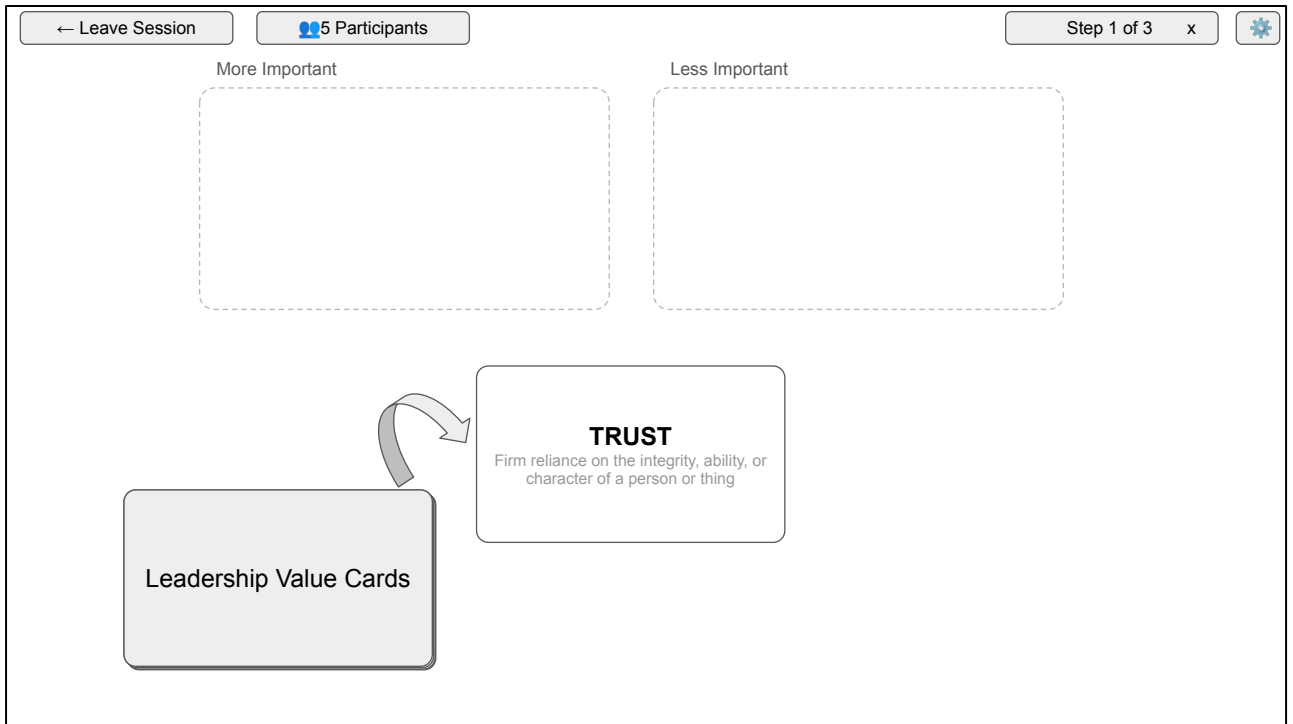 ← Leave Session
👥5 Participants
Step 1 of 3 x
More Important
Less Important
TRUST
Firm reliance on the integrity, ability, or
character of a person or thing
Leadership Value Cards